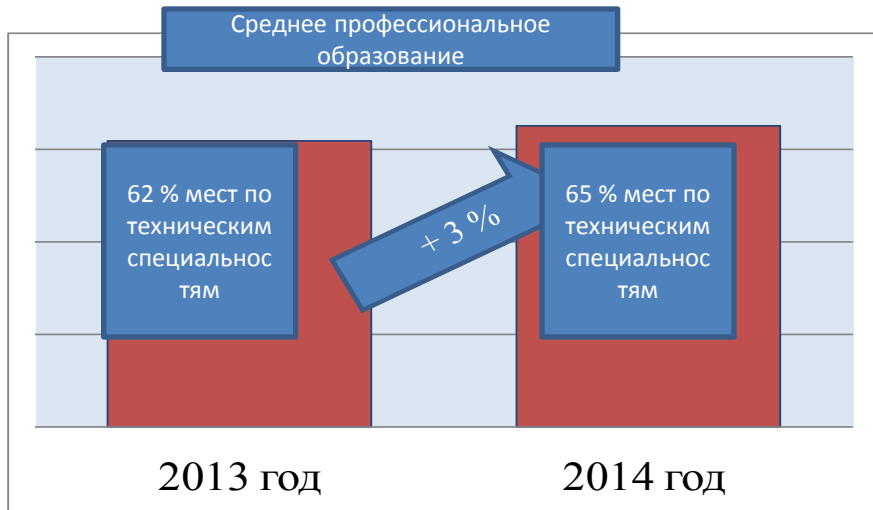 Среднее профессиональное
образование
62 % мест по
техническим
специальнос
тям
+ 3 %
65 % мест по
техническим
специальнос
тям
2013 год
2014 год